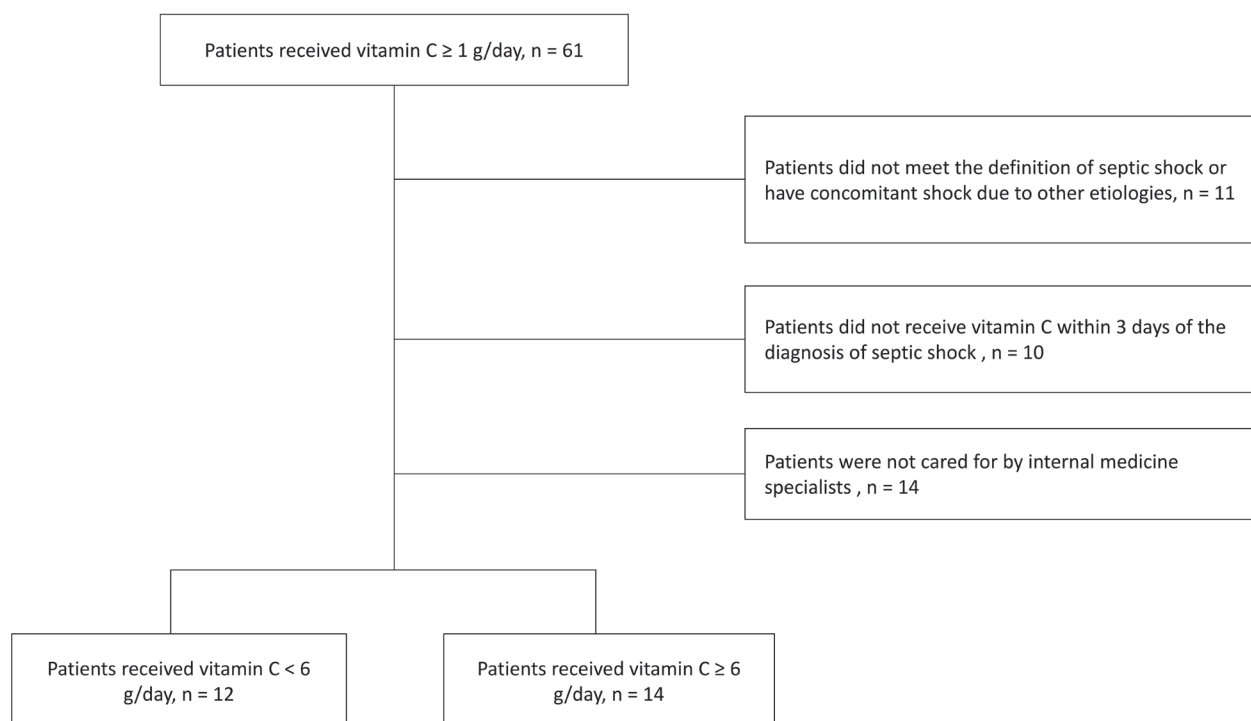 Patients received vitamin C ≥ 1 g/day, n = 61
Patients did not meet the definition of septic shock or
have concomitant shock due to other etiologies, n = 11
Patients did not receive vitamin C within 3 days of the
diagnosis of septic shock , n = 10
Patients were not cared for by internal medicine
specialists , n = 14
Patients received vitamin C < 6
g/day, n = 12
Patients received vitamin C ≥ 6
g/day, n = 14